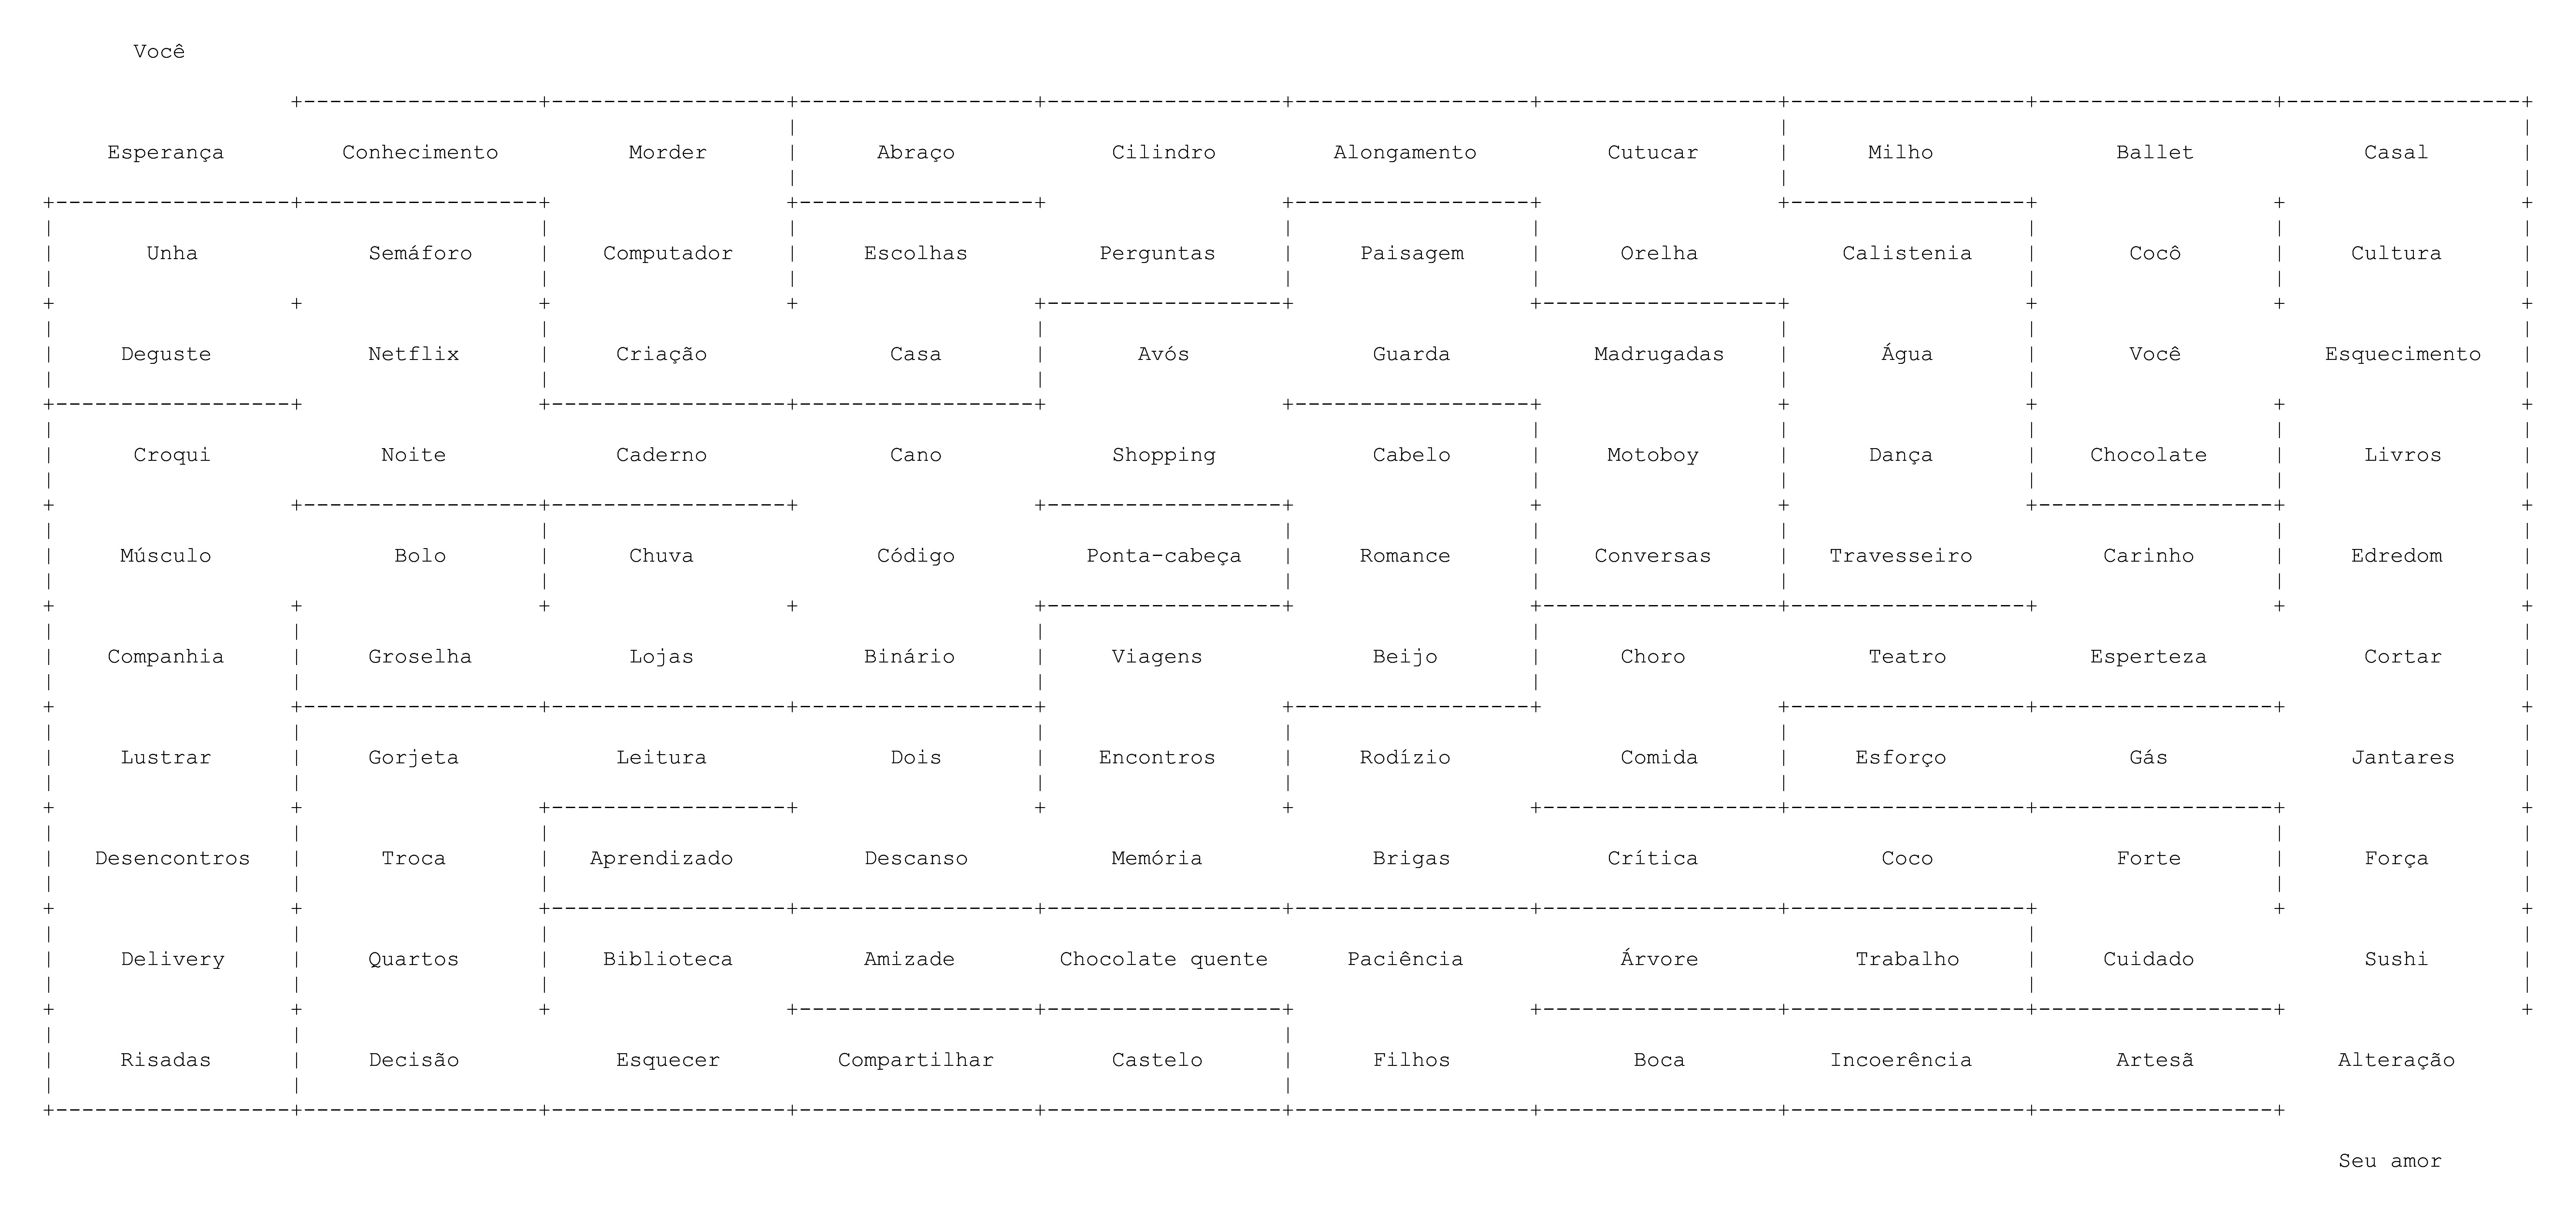 Você
Esperança Conhecimento Morder Abraço Cilindro Alongamento Cutucar Milho Ballet Casal
Unha Semáforo Computador Escolhas Perguntas Paisagem Orelha Calistenia Cocô Cultura
Deguste Netflix Criação Casa Avós Guarda Madrugadas Água Você Esquecimento
Croqui Noite Caderno Cano Shopping Cabelo Motoboy Dança Chocolate Livros
Músculo Bolo Chuva Código Ponta-cabeça Romance Conversas Travesseiro Carinho Edredom
Companhia Groselha Lojas Binário Viagens Beijo Choro Teatro Esperteza Cortar
Lustrar Gorjeta Leitura Dois Encontros Rodízio Comida Esforço Gás Jantares
Desencontros Troca Aprendizado Descanso Memória Brigas Crítica Coco Forte Força
Delivery Quartos Biblioteca Amizade Chocolate quente Paciência Árvore Trabalho Cuidado Sushi
Risadas Decisão Esquecer Compartilhar Castelo Filhos Boca Incoerência Artesã Alteração
Seu amor